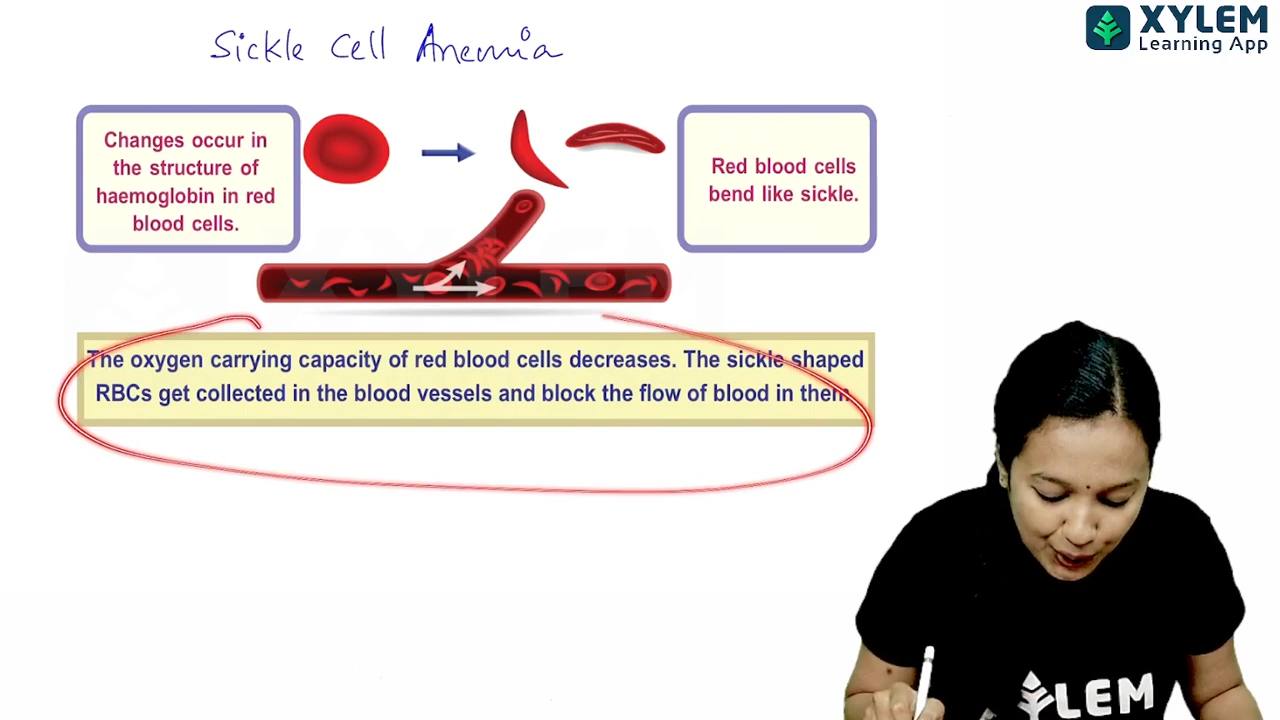 Sickle Cell Anemia
XYLEM
Learning App
Changes occur in
the structure of
haemoglobin in red
blood cells.
Red blood cells
bend like sickle.
The oxygen carrying capacity of red blood cells decreases. The sickle shaped
RBCs get collected in the blood vessels and block the flow of blood in them
YLEM